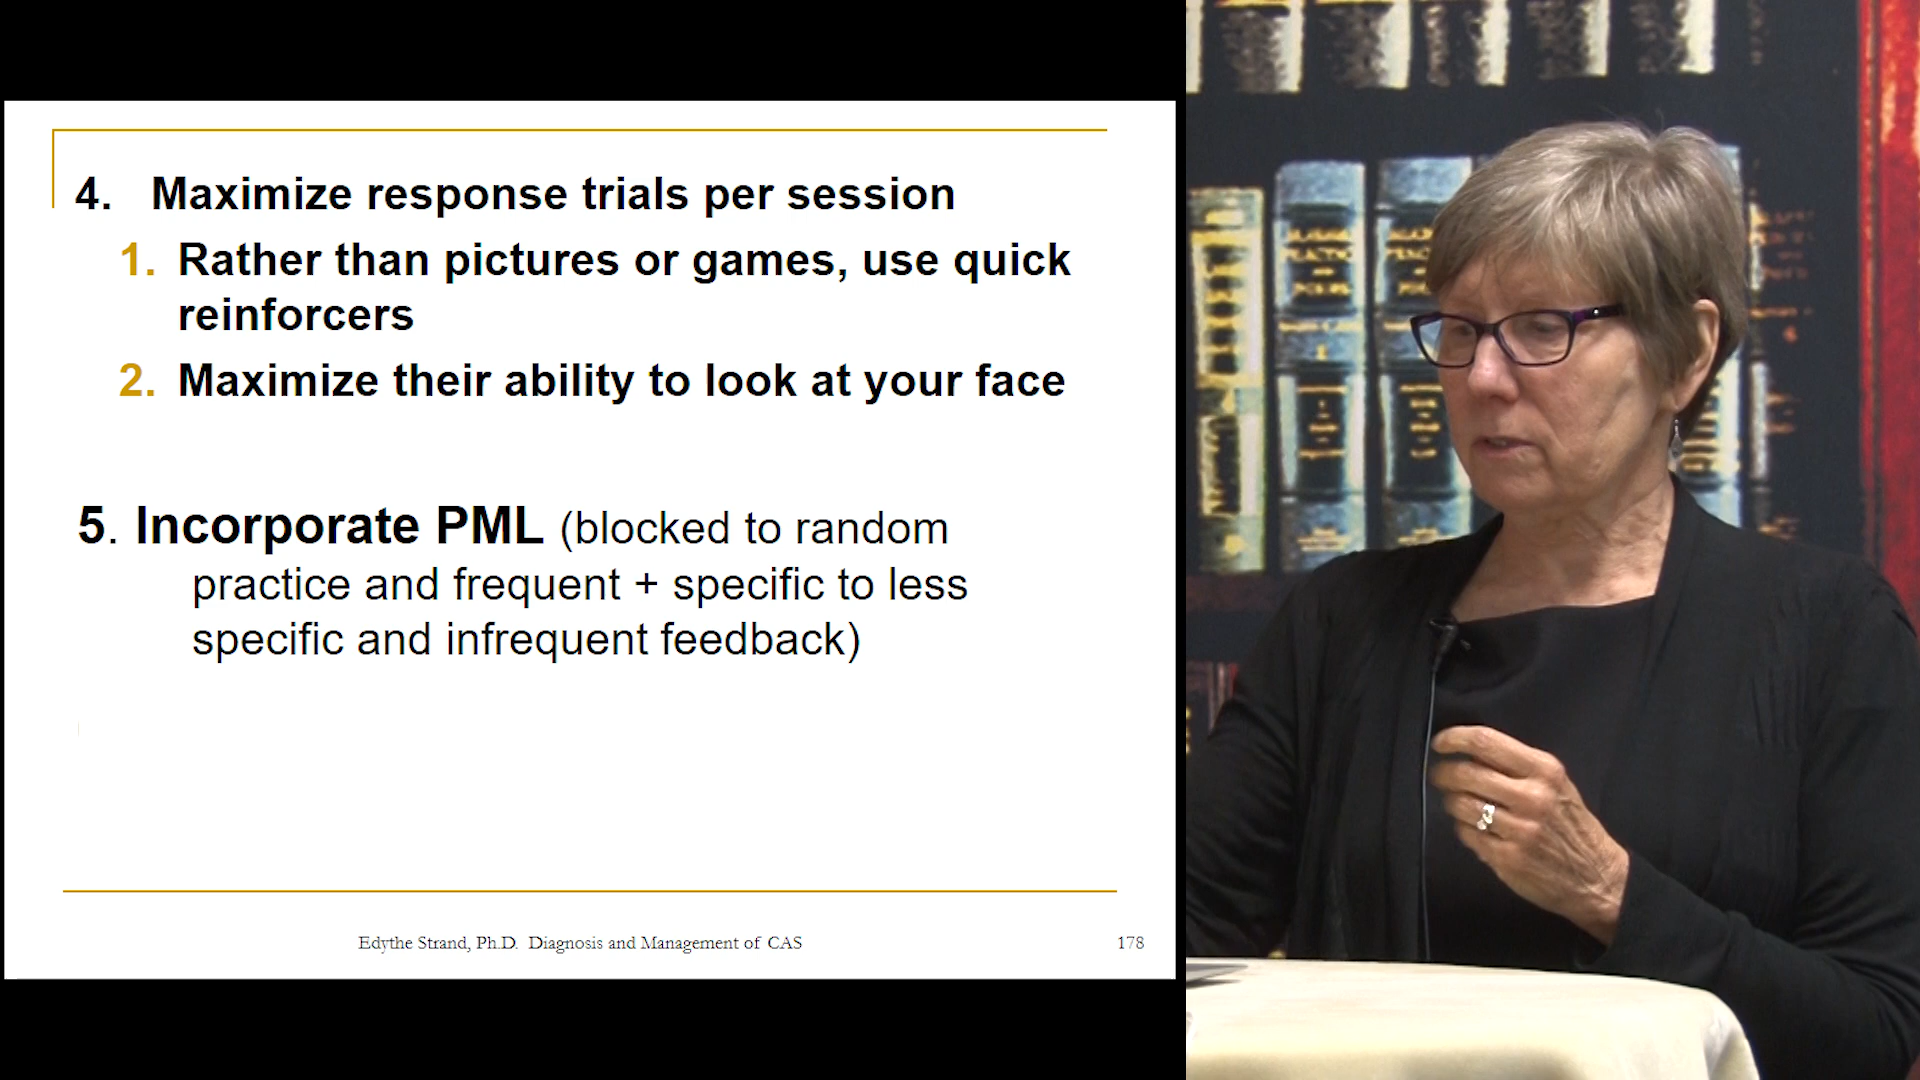 4. Maximize response trials per session
1. Rather than pictures or games, use quick
reinforcers
2. Maximize their ability to look at your face
5. Incorporate PML (blocked to random
practice and frequent + specific to less
specific and infrequent feedback)
Edythe Strand, Ph.D. Diagnosis and Management of CAS
178